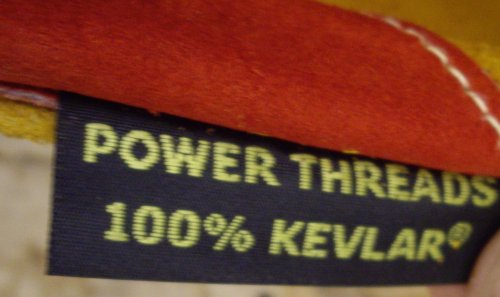 POWER THREADS
100% KEVLAR®